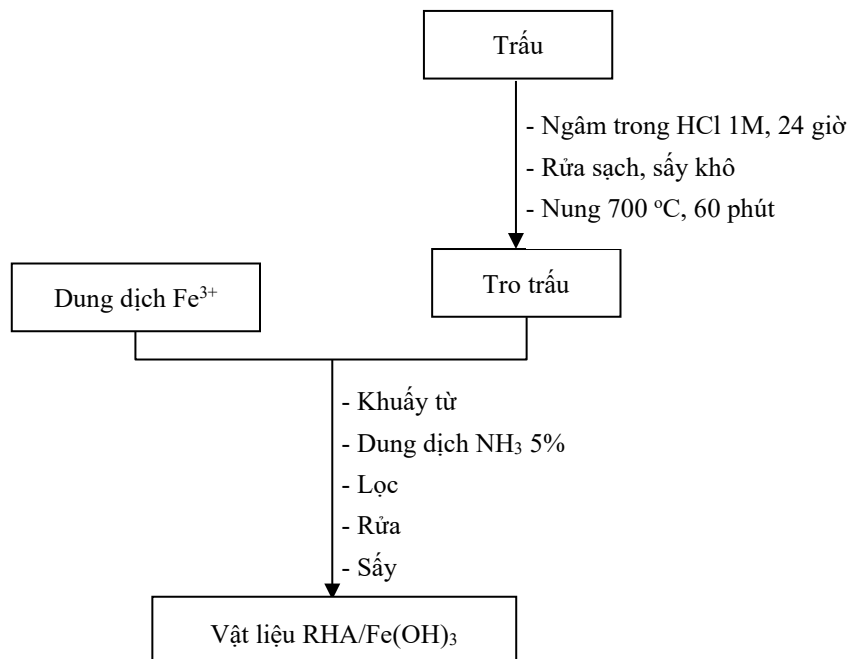 Trấu
- Ngâm trong HCl 1M, 24 giờ
- Rửa sạch, sấy khô
- Nung 700 °C, 60 phút
Dung dịch Fe³⁺
Tro trấu
- Khuấy từ
- Dung dịch NH₃ 5%
- Lọc
- Rửa
- Sấy
Vật liệu RHA/Fe(OH)₃